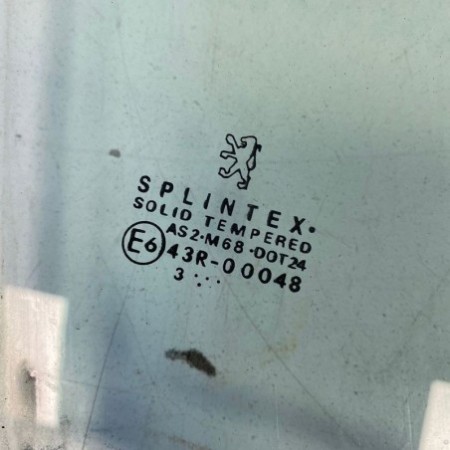 SPLINTEX
SOLID TEMPERED
AS2·M68·DOT24
E6 43R-00048
3 ...